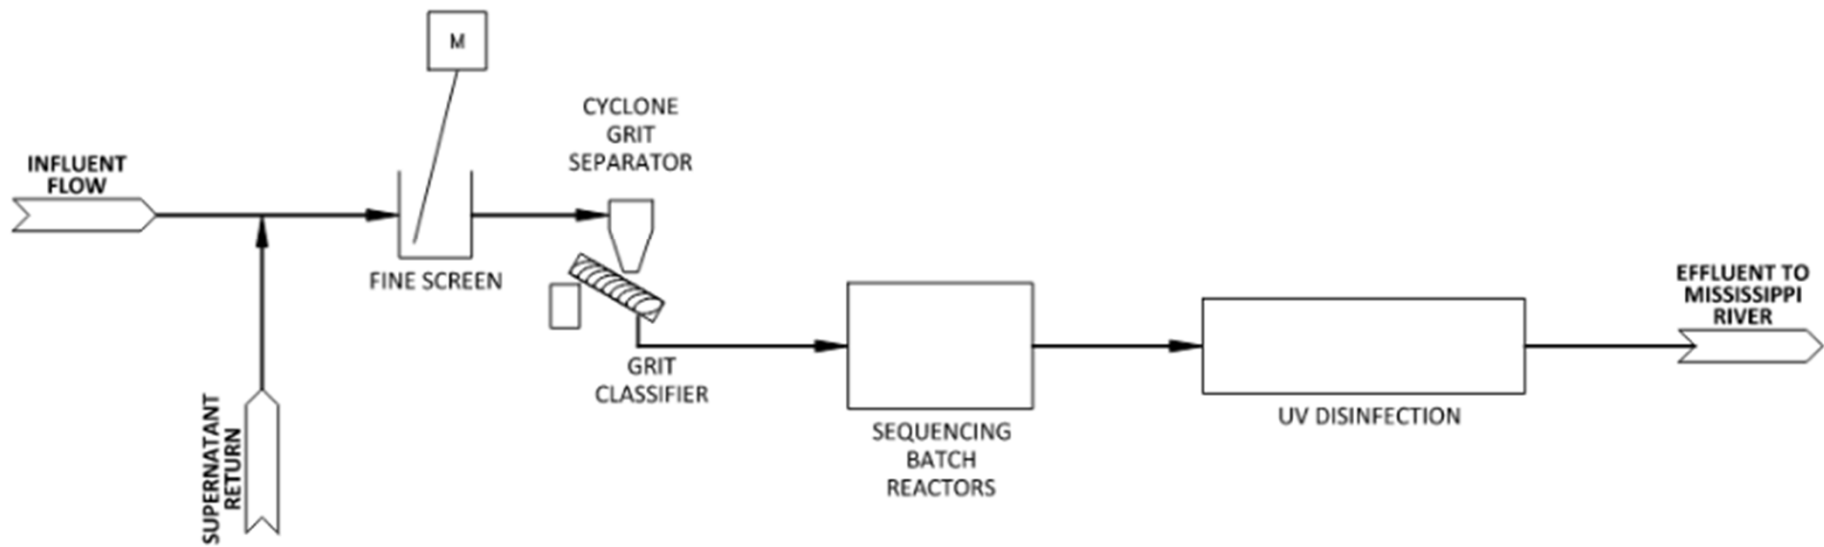 M
CYCLONE
GRIT
SEPARATOR
INFLUENT
FLOW
FINE SCREEN
GRIT
CLASSIFIER
SUPERNATANT
RETURN
SEQUENCING
BATCH
REACTORS
UV DISINFECTION
EFFLUENT TO
MISSISSIPPI
RIVER